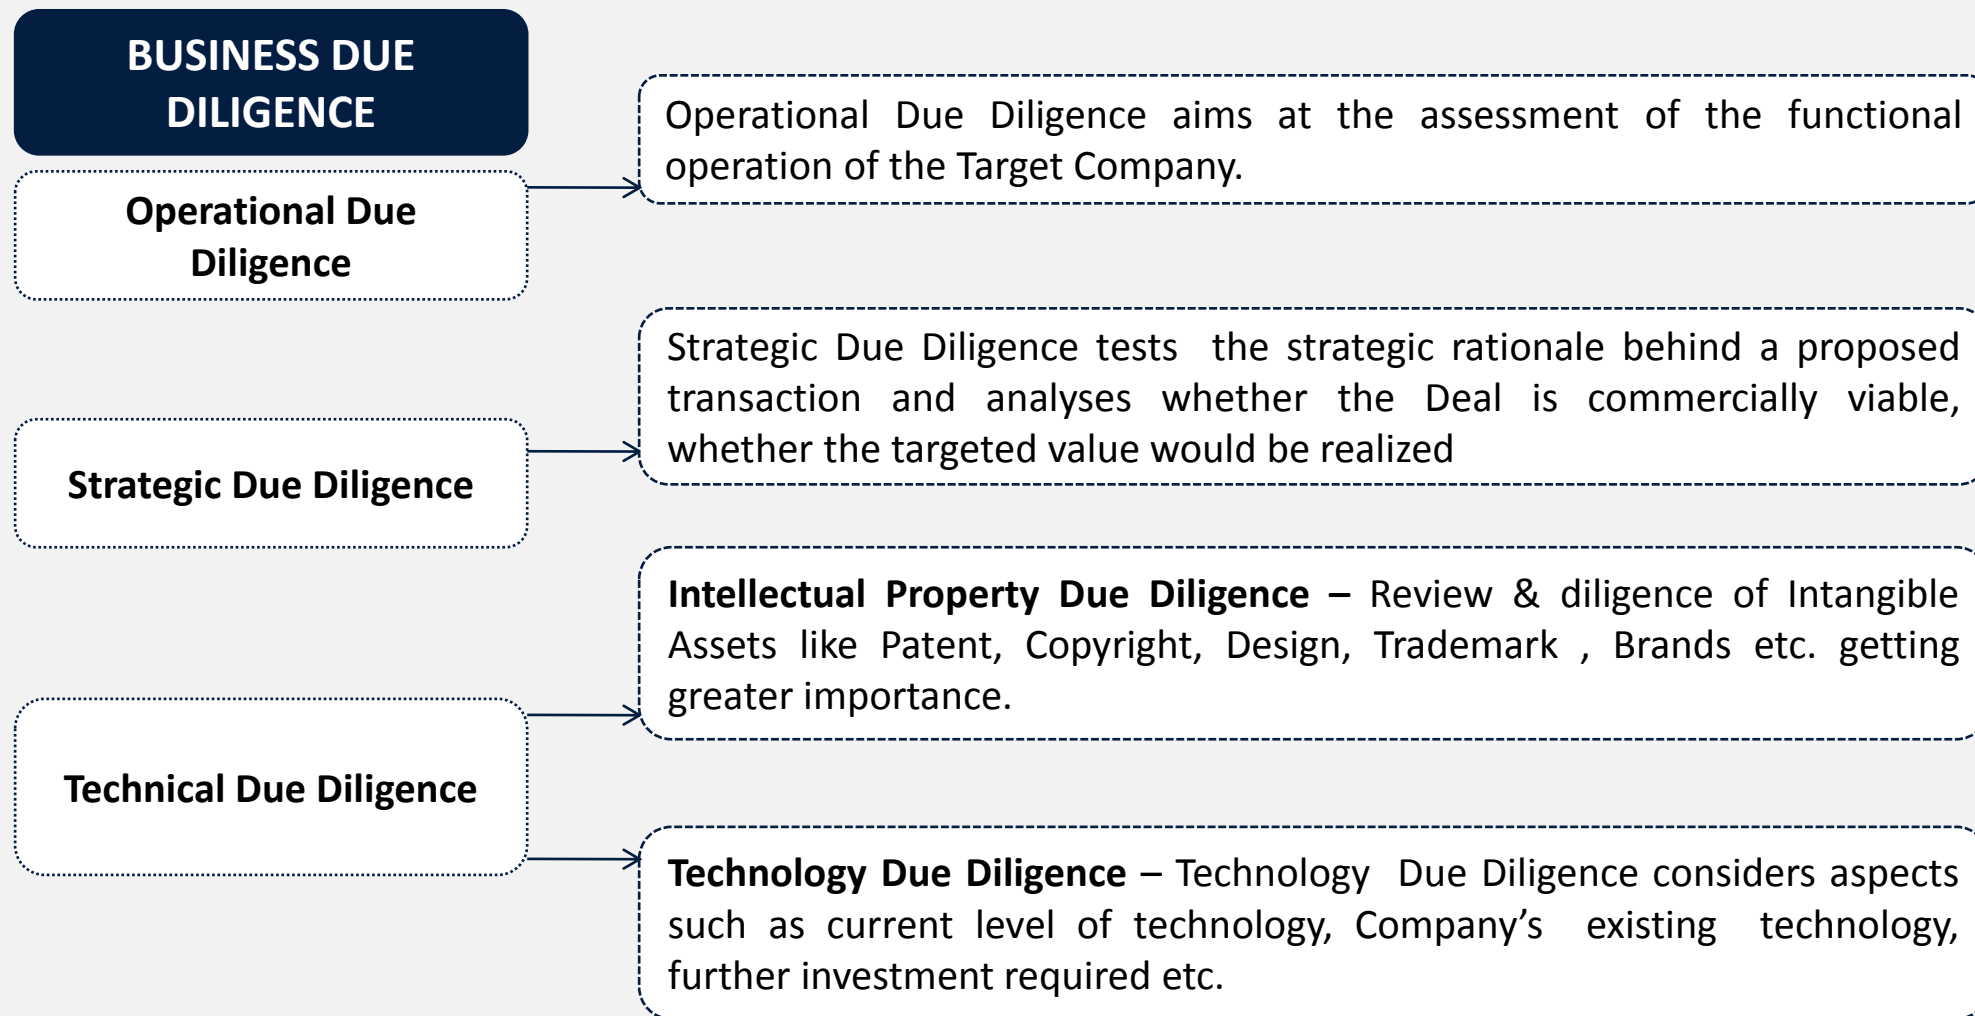 BUSINESS DUE
DILIGENCE
Operational Due
Diligence
Operational Due Diligence aims at the assessment of the functional
operation of the Target Company.
Strategic Due Diligence
Strategic Due Diligence tests the strategic rationale behind a proposed
transaction and analyses whether the Deal is commercially viable,
whether the targeted value would be realized
Technical Due Diligence
Intellectual Property Due Diligence – Review & diligence of Intangible
Assets like Patent, Copyright, Design, Trademark , Brands etc. getting
greater importance.
Technology Due Diligence – Technology Due Diligence considers aspects
such as current level of technology, Company’s existing technology,
further investment required etc.